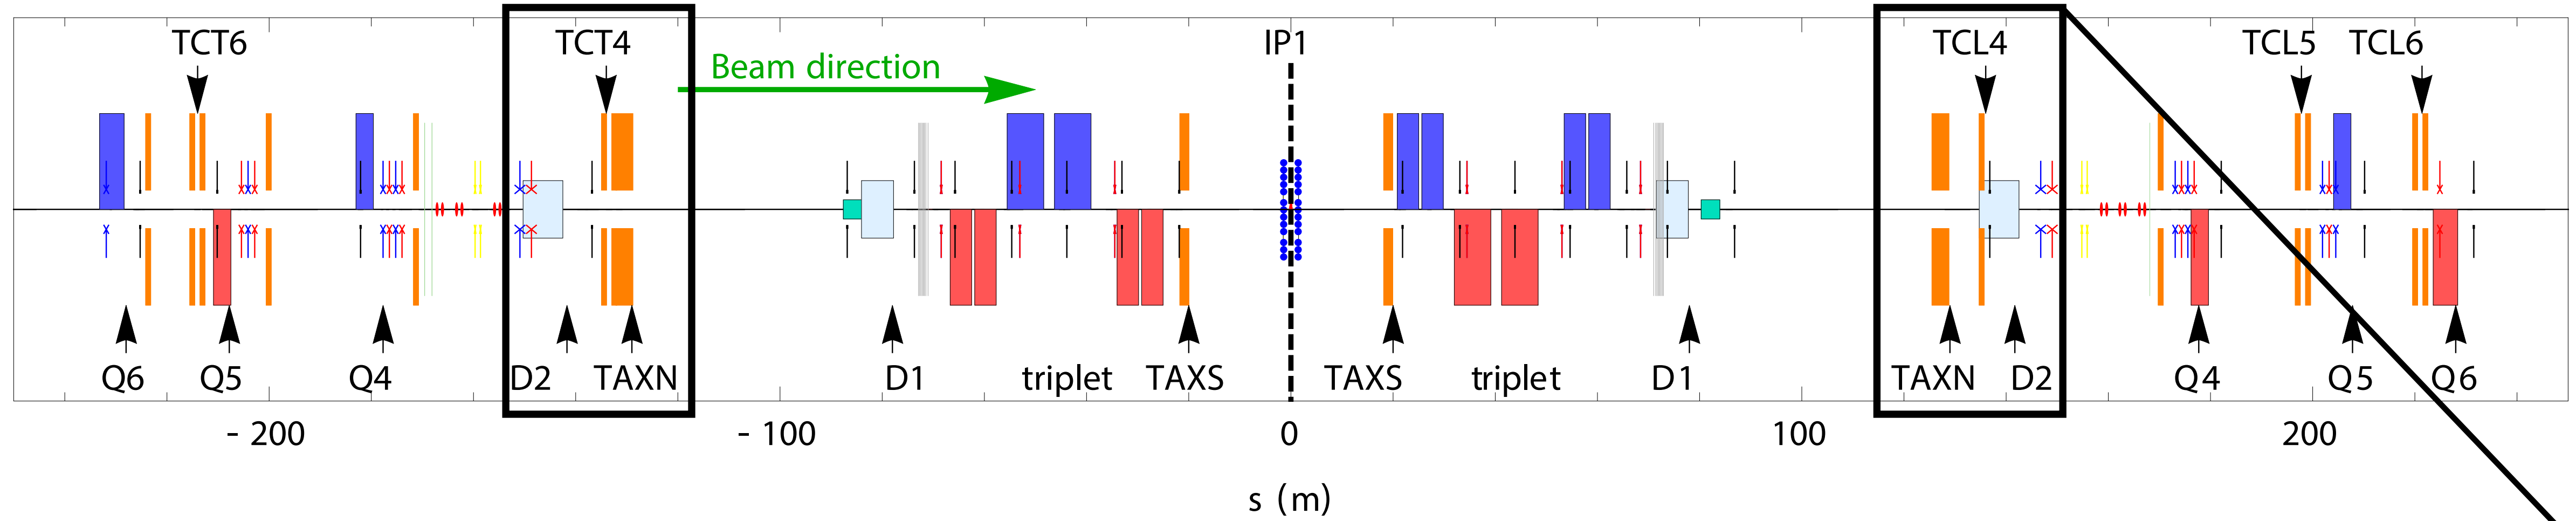 TCT6 TCT4 IP1 TCL4 TCL5 TCL6
Beam direction
Q6 Q5 Q4 D2 TAXN D1 triplet TAXS TAXS triplet D1 TAXN D2 Q4 Q5 Q6
- 200 - 100 0 100 200
s (m)